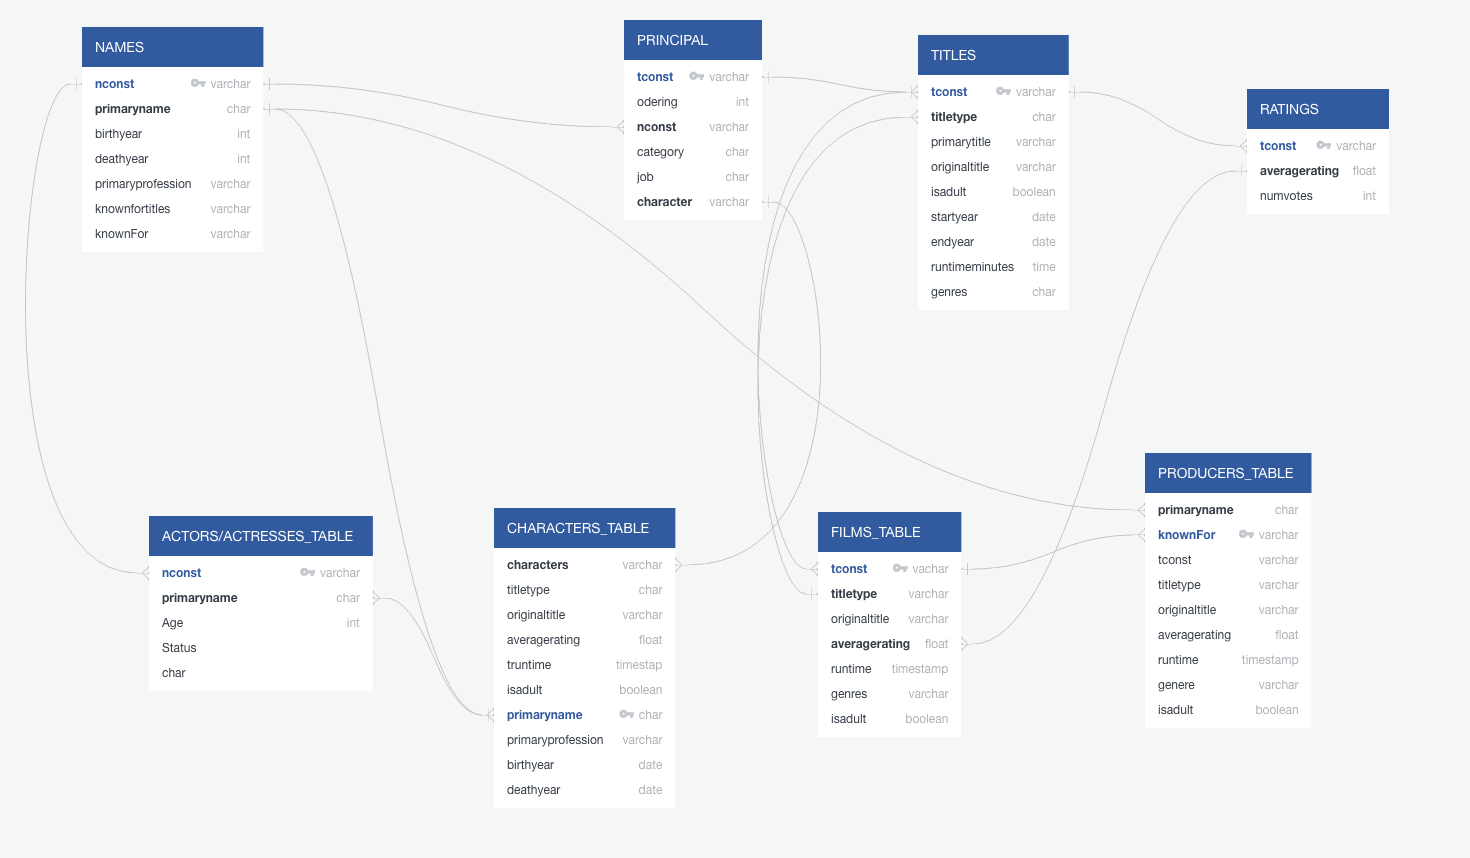 NAMES
nconst varchar
primaryname char
birthyear int
deathyear int
primaryprofession varchar
knownfortitles varchar
knownFor varchar
PRINCIPAL
tconst varchar
odering int
nconst varchar
category char
job char
character varchar
TITLES
tconst varchar
titletype char
primarytitle varchar
originaltitle varchar
isadult boolean
startyear date
endyear date
runtimeminutes time
genres char
RATINGS
tconst varchar
averagerating float
numvotes int
ACTORS/ACTRESSES_TABLE
nconst varchar
primaryname char
Age int
Status
char
CHARACTERS_TABLE
characters varchar
titletype char
originaltitle varchar
averagerating float
truntime timestap
isadult boolean
primaryname char
primaryprofession varchar
birthyear date
deathyear date
FILMS_TABLE
tconst vachar
titletype varchar
originaltitle varchar
averagerating float
runtime timestamp
genres varchar
isadult boolean
PRODUCERS_TABLE
primaryname char
knownFor varchar
tconst varchar
titletype varchar
originaltitle varchar
averagerating float
runtime timestamp
genere varchar
isadult boolean